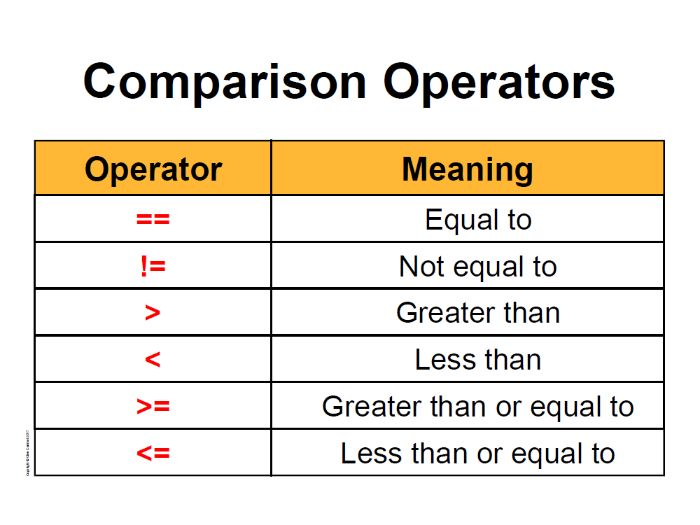 Comparison Operators
Operator Meaning
== Equal to
!= Not equal to
> Greater than
< Less than
>= Greater than or equal to
<= Less than or equal to